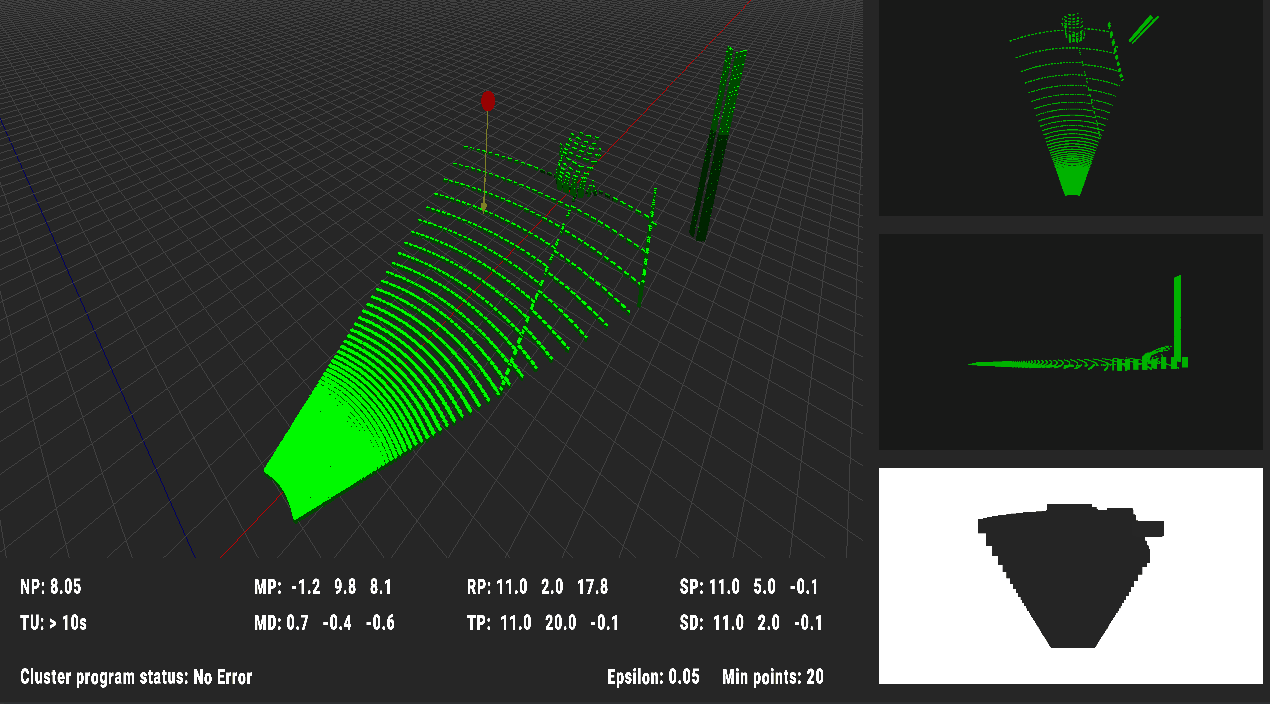 NP: 8.05 MP: -1.2 9.8 8.1 RP: 11.0 2.0 17.8 SP: 11.0 5.0 -0.1
TU: > 10s MD: 0.7 -0.4 -0.6 TP: 11.0 20.0 -0.1 SD: 11.0 2.0 -0.1
Cluster program status: No Error Epsilon: 0.05 Min points: 20